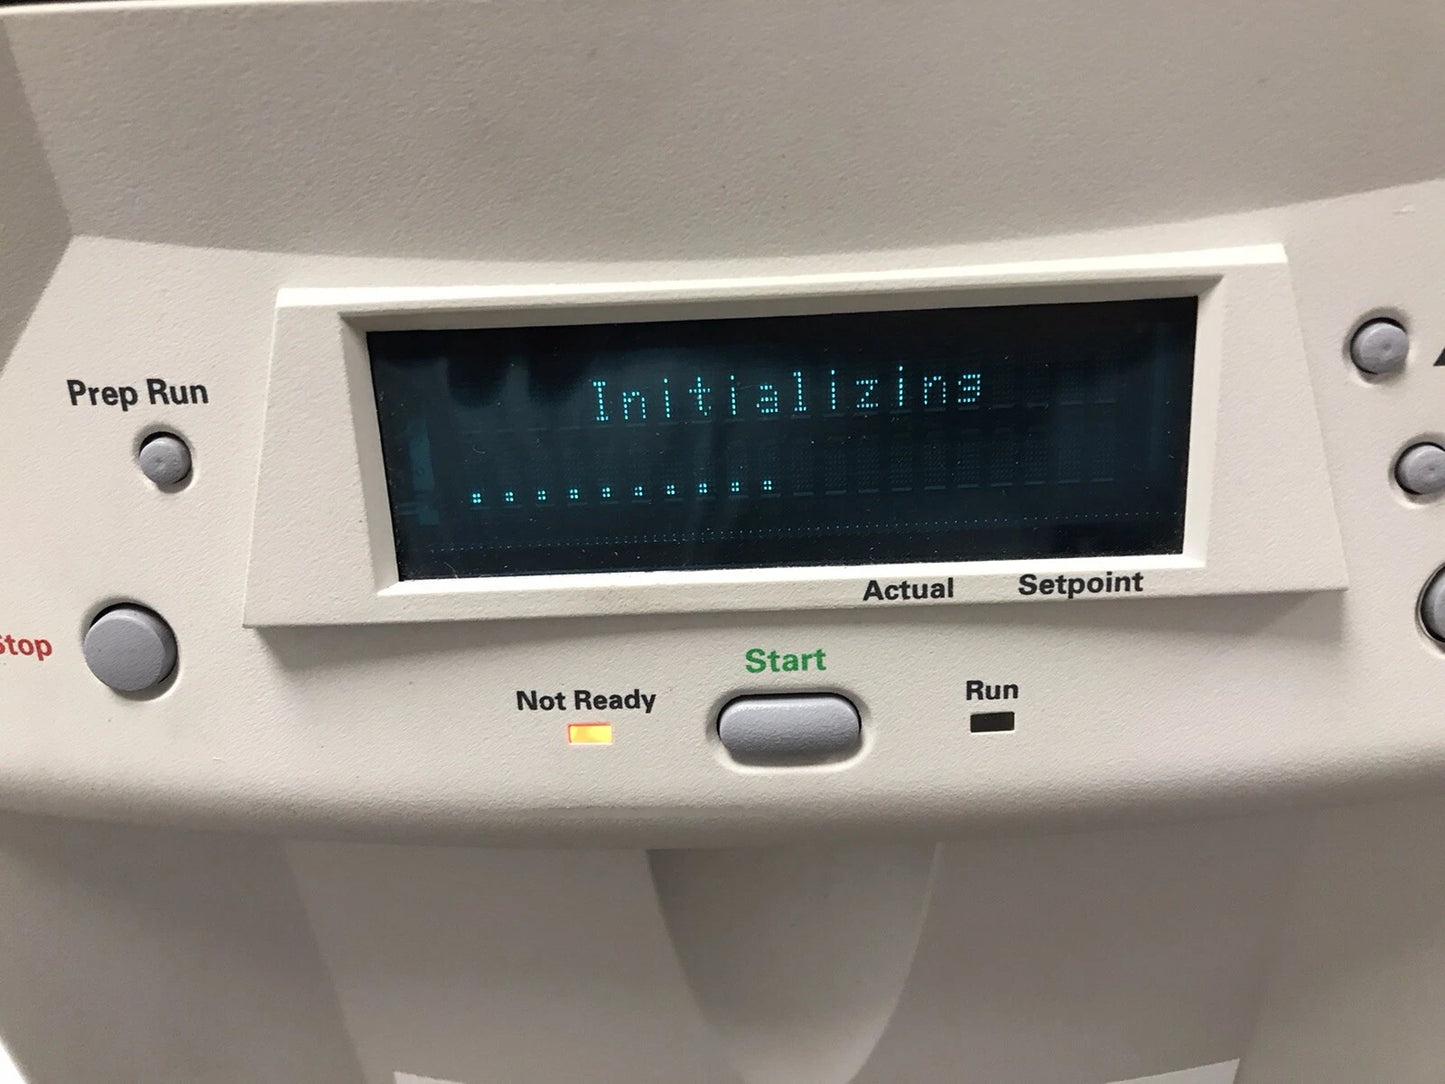 Initializing
..........
Prep Run
Actual Setpoint
Stop
Start
Not Ready
Run